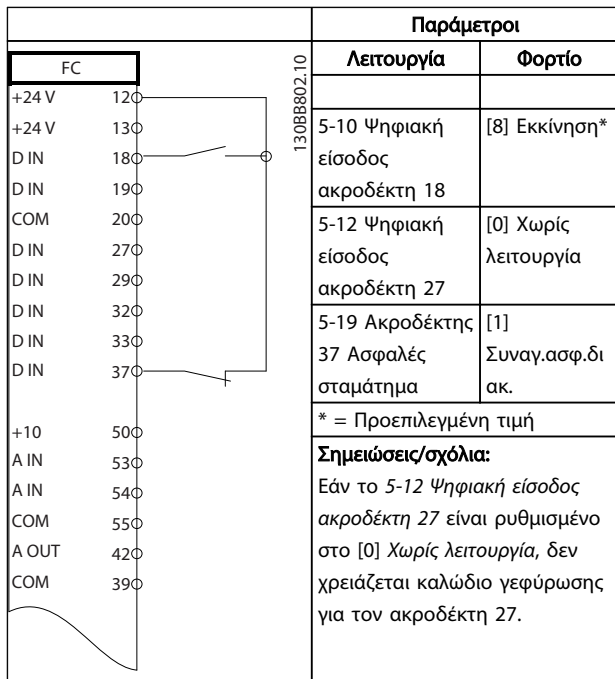 Παράμετροι
Λειτουργία Φορτίο
FC
130BB802.10
+24 V 12
+24 V 13
D IN 18
D IN 19
COM 20
D IN 27
D IN 29
D IN 32
D IN 33
D IN 37
+10 50
A IN 53
A IN 54
COM 55
A OUT 42
COM 39
5-10 Ψηφιακή [8] Εκκίνηση*
είσοδος
ακροδέκτη 18
5-12 Ψηφιακή [0] Χωρίς
είσοδος λειτουργία
ακροδέκτη 27
5-19 Ακροδέκτης [1]
37 Ασφαλές Συναγ.ασφ.δι
σταμάτημα ακ.
* = Προεπιλεγμένη τιμή
Σημειώσεις/σχόλια:
Εάν το 5-12 Ψηφιακή είσοδος
ακροδέκτη 27 είναι ρυθμισμένο
στο [0] Χωρίς λειτουργία, δεν
χρειάζεται καλώδιο γεφύρωσης
για τον ακροδέκτη 27.